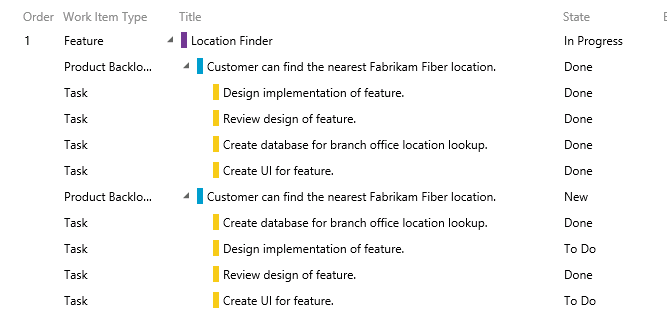 Order Work Item Type Title State E
1 Feature Location Finder In Progress
Product Backlo... Customer can find the nearest Fabrikam Fiber location. Done
Task Design implementation of feature. Done
Task Review design of feature. Done
Task Create database for branch office location lookup. Done
Task Create UI for feature. Done
Product Backlo... Customer can find the nearest Fabrikam Fiber location. New
Task Create database for branch office location lookup. Done
Task Design implementation of feature. To Do
Task Review design of feature. Done
Task Create UI for feature. To Do